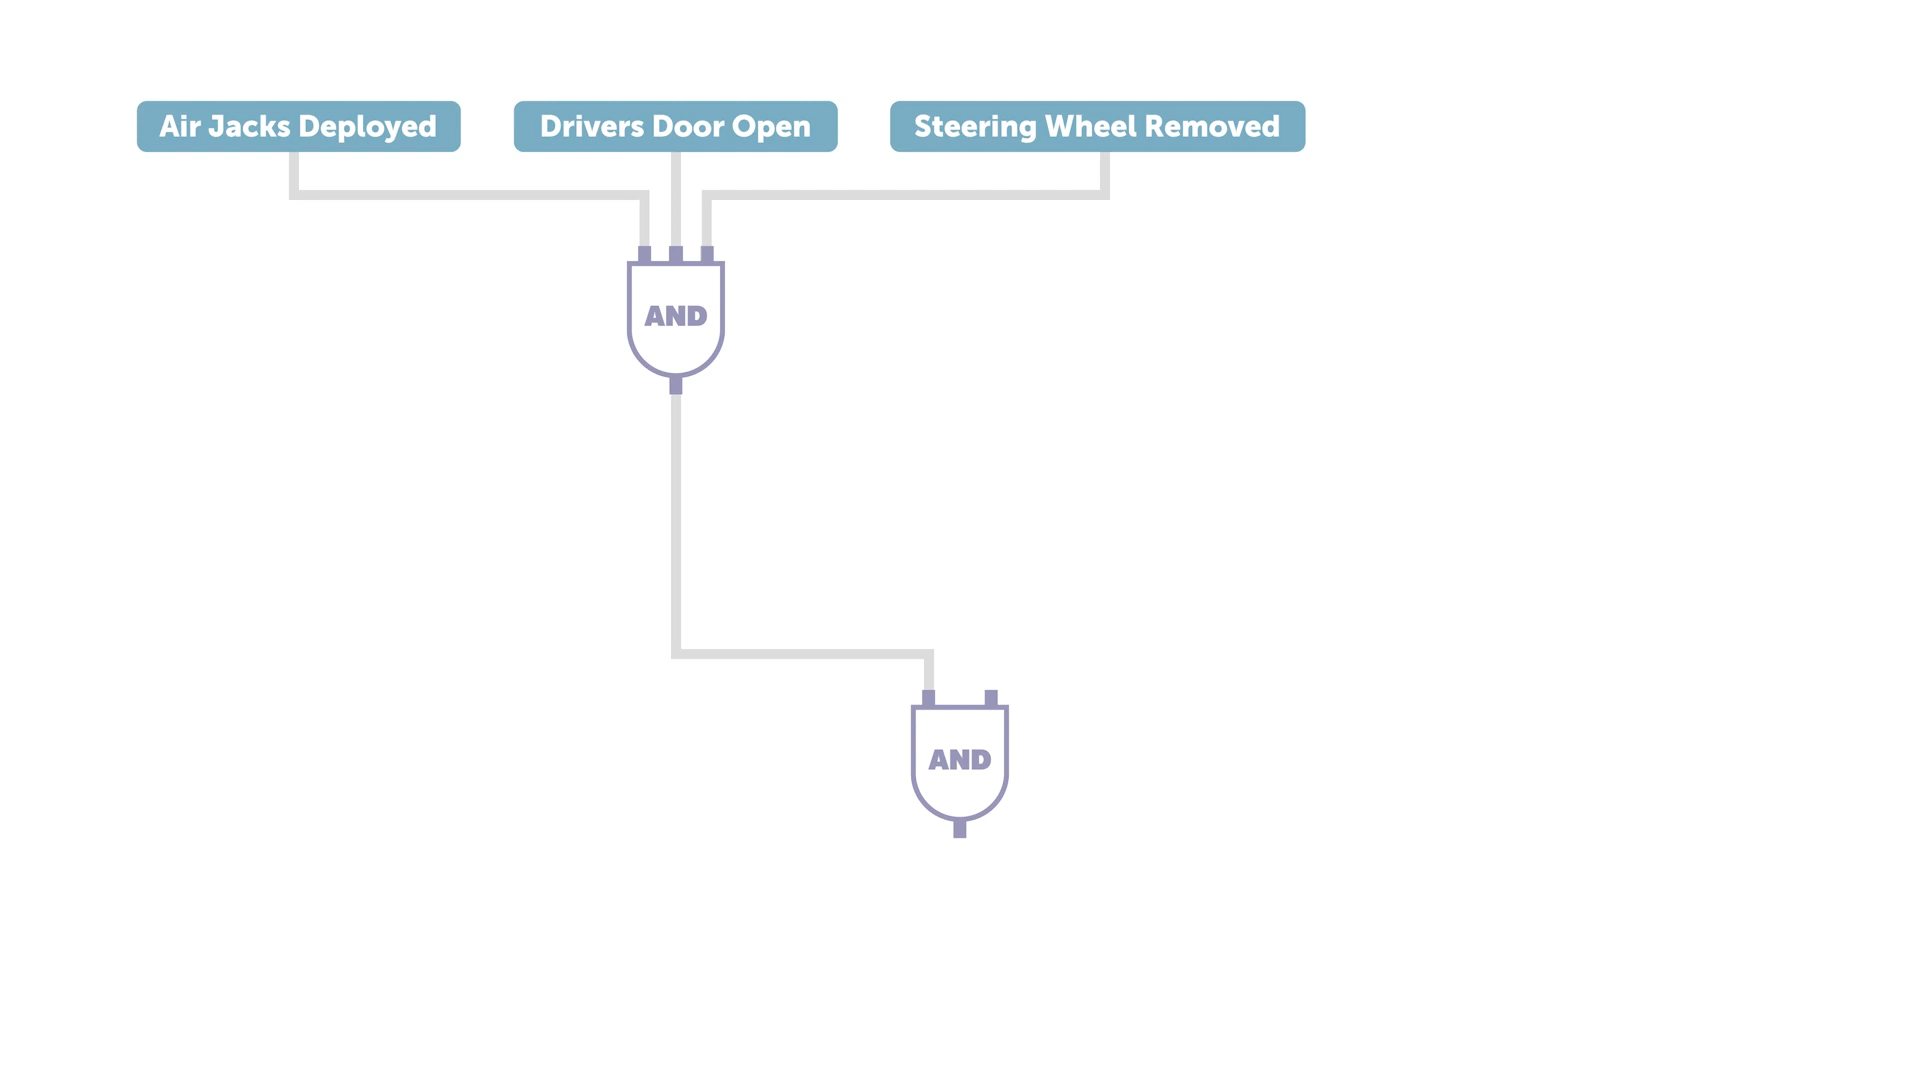 Air Jacks Deployed
Drivers Door Open
Steering Wheel Removed
AND
AND